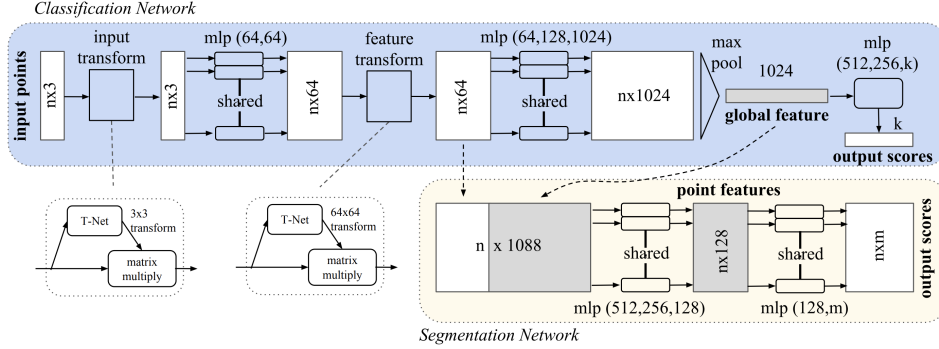 Classification Network
input points
nx3
input
transform
nx3
mlp (64,64)
shared
nx64
feature
transform
nx64
mlp (64,128,1024)
shared
nx1024
max
pool
1024
global feature
mlp
(512,256,k)
k
output scores
T-Net
3x3
transform
matrix
multiply
T-Net
64x64
transform
matrix
multiply
point features
n x 1088
shared
mlp (512,256,128)
nx128
shared
mlp (128,m)
nxm
output scores
Segmentation Network